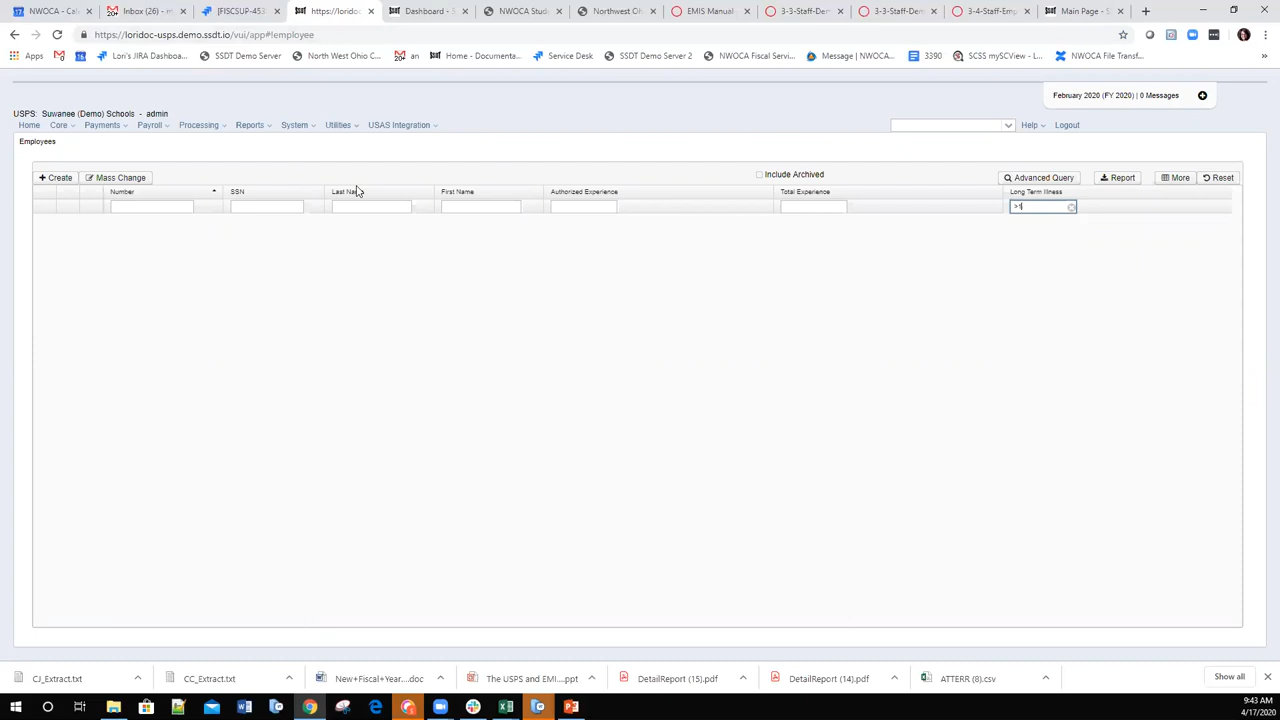 NWOCA - Cale
Inbox (26) - m
[FISCSUP-453
https://loridoc
Dashboard - S
NWOCA Stude
Northwest Oh
EMIS Manual
3-3-Staff-Dem
3-3-Staff-Dem
3-4-Staff-Emp
Main Page - S
loridoc-usps.demo.ssdt.io/vui/app#!employee
Apps
Lori's JIRA Dashboa...
SSDT Demo Server
North West Ohio C...
an
Home - Documenta...
Service Desk
SSDT Demo Server 2
NWOCA Fiscal Servi...
Message | NWOCA...
3390
SCSS mySCView - L...
NWOCA File Transf...
February 2020 (FY 2020) | 0 Messages
USPS: Suwanee (Demo) Schools - admin
Home Core Payments Payroll Processing Reports System Utilities USAS Integration Help Logout
Employees
Create Mass Change Include Archived Advanced Query Report More Reset
Number SSN Last Name First Name Authorized Experience Total Experience Long Term Illness
CJ_Extract.txt
CC_Extract.txt
New+Fiscal+Year....doc
The USPS and EMI....ppt
DetailReport (15).pdf
DetailReport (14).pdf
ATTERR (8).csv
Show all
9:43 AM
4/17/2020